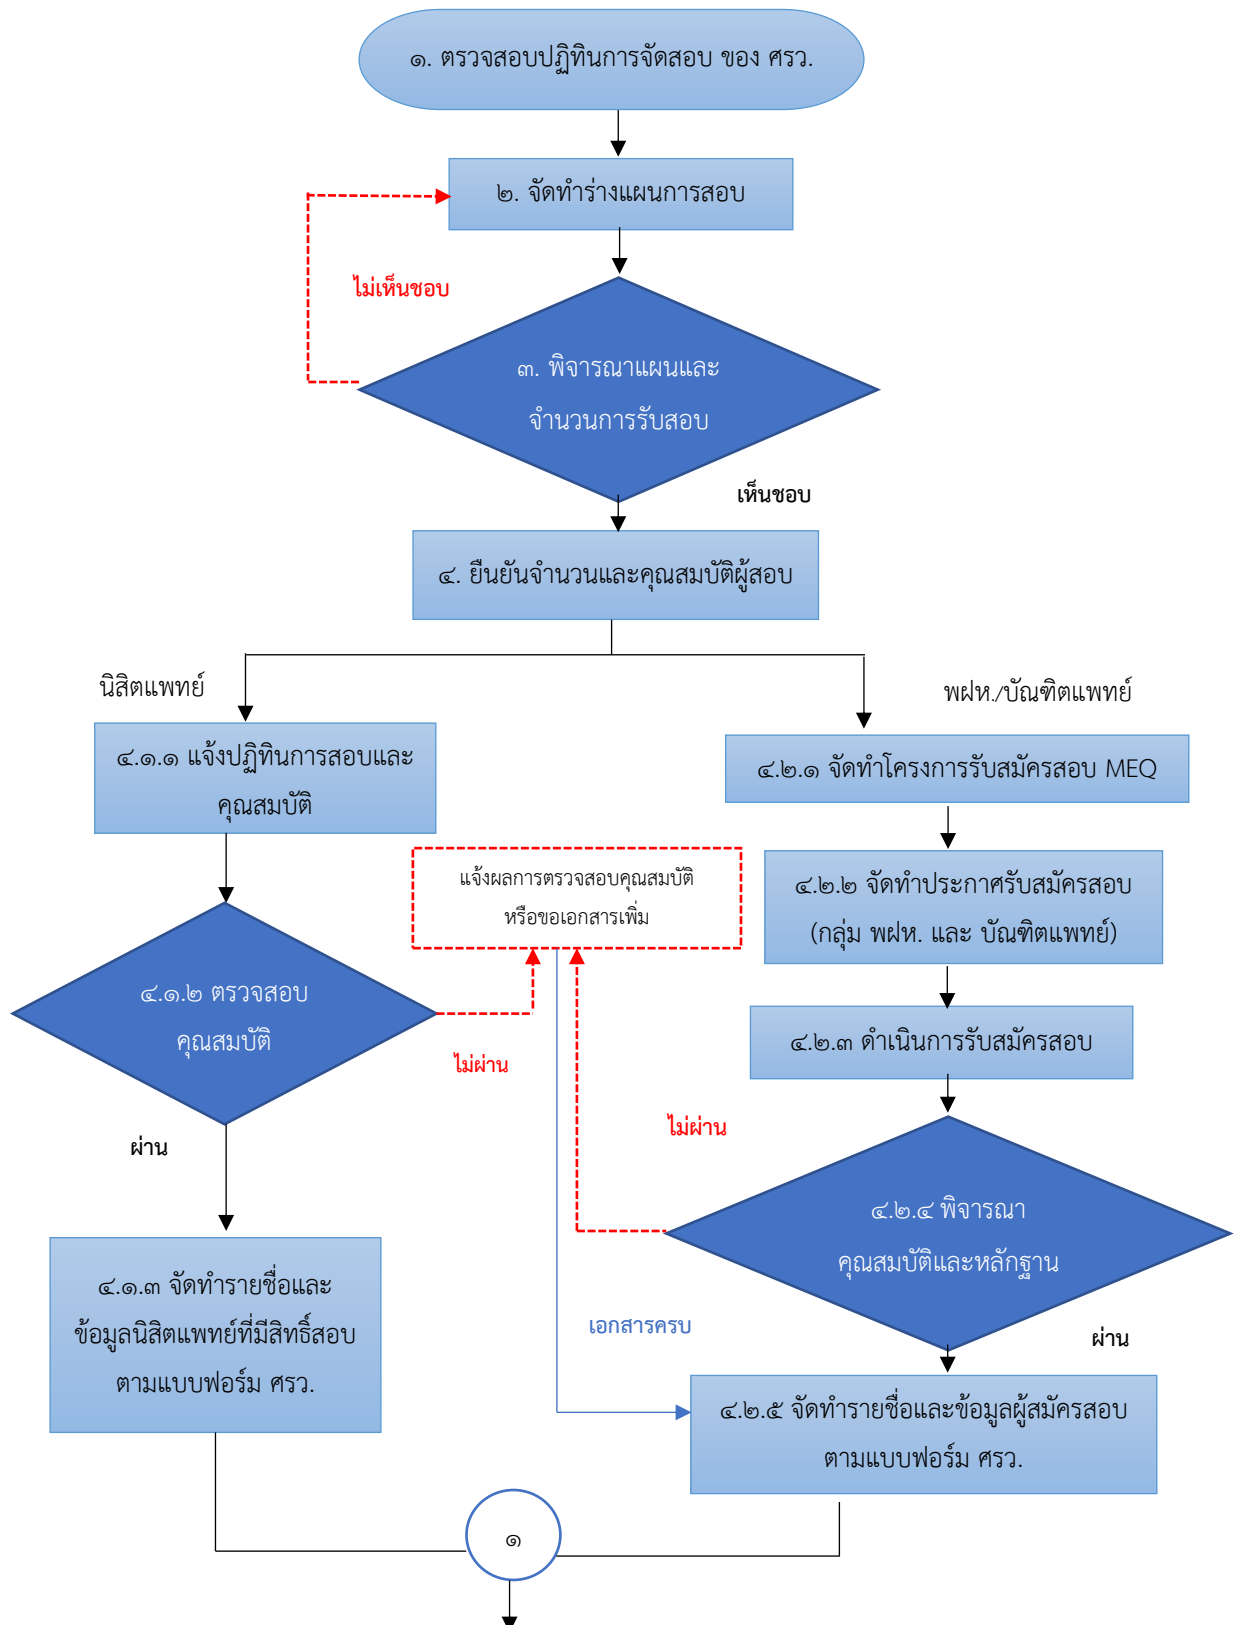 ๑. ตรวจสอบปฏิทินการจัดสอบ ของ ศรว.
๒. จัดทำร่างแผนการสอบ
ไม่เห็นชอบ
๓. พิจารณาแผนและ
จำนวนการรับสอบ
เห็นชอบ
๔. ยืนยันจำนวนและคุณสมบัติผู้สอบ
นิสิตแพทย์
พฝห./บัณฑิตแพทย์
๔.๑.๑ แจ้งปฏิทินการสอบและ
คุณสมบัติ
๔.๒.๑ จัดทำโครงการรับสมัครสอบ MEQ
แจ้งผลการตรวจสอบคุณสมบัติ
หรือขอเอกสารเพิ่ม
๔.๒.๒ จัดทำประกาศรับสมัครสอบ
(กลุ่ม พฝห. และ บัณฑิตแพทย์)
๔.๑.๒ ตรวจสอบ
คุณสมบัติ
ไม่ผ่าน
๔.๒.๓ ดำเนินการรับสมัครสอบ
ผ่าน
ไม่ผ่าน
๔.๒.๔ พิจารณา
คุณสมบัติและหลักฐาน
๔.๑.๓ จัดทำรายชื่อและ
ข้อมูลนิสิตแพทย์ที่มีสิทธิ์สอบ
ตามแบบฟอร์ม ศรว.
เอกสารครบ
ผ่าน
๔.๒.๕ จัดทำรายชื่อและข้อมูลผู้สมัครสอบ
ตามแบบฟอร์ม ศรว.
๑